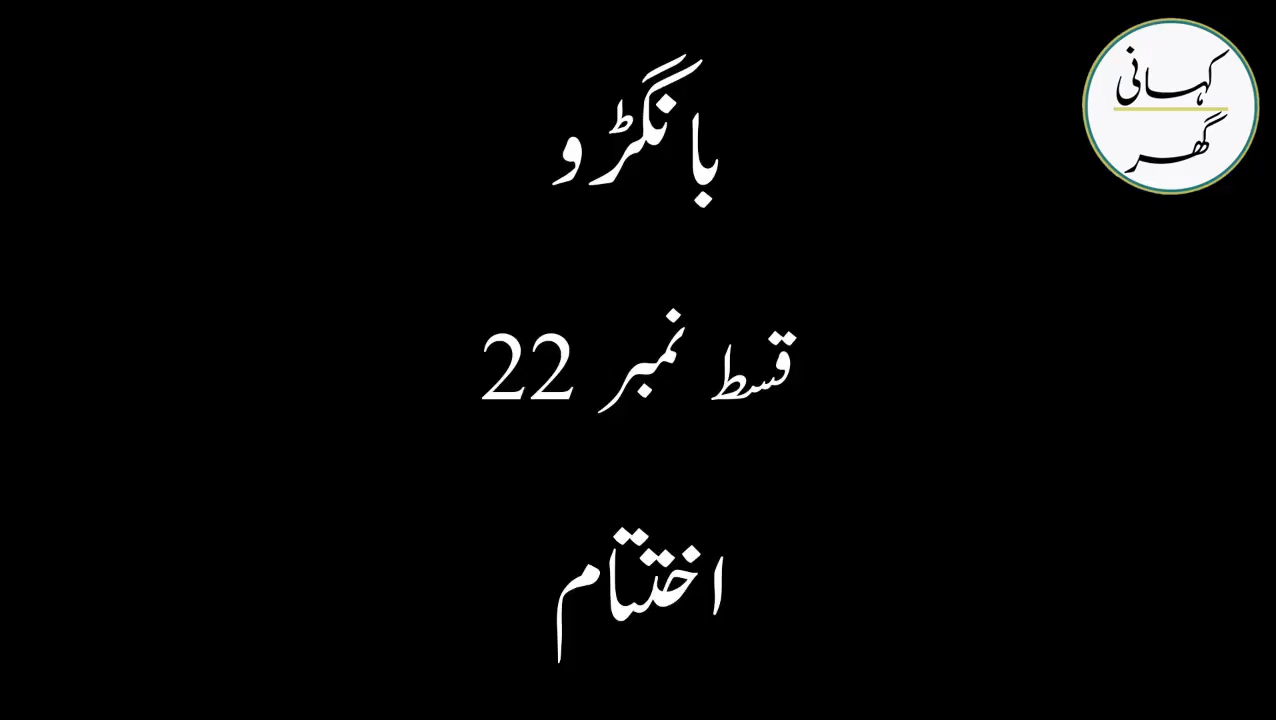 بانگڑو
قسط نمبر 22
اختتام
کہانی
گھر